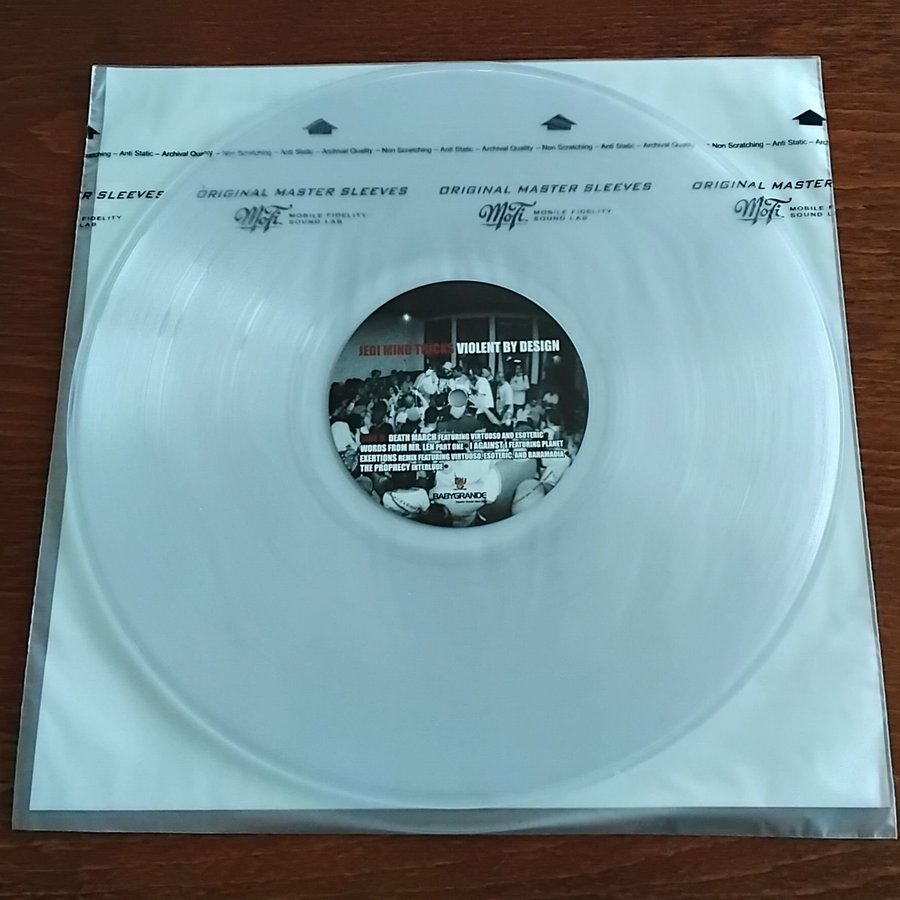 atching – Anti Static – Archival Quality – Non Scratching – Anti Static – Archival Quality – Non Scratching – Anti Static – Archival Quality – Non Scratching – Anti Static – Arc
R SLEEVES ORIGINAL MASTER SLEEVES ORIGINAL MASTER SLEEVES ORIGINAL MASTER
FIDELITY
LAB
MoFi MOBILE FIDELITY
SOUND LAB
MoFi MOBILE FIDELITY
SOUND LAB
MoFi MOBILE F
SOUND L
JEDI MIND TRICKS VIOLENT BY DESIGN
DEATH MARCH FEATURING VIRTUOSO AND ESOTERIC
WORDS FROM MR. LEN PART ONE I AGAINST I FEATURING PLANET
EXERTIONS REMIX FEATURING VIRTUOSO, ESOTERIC, AND BAHAMADIA
THE PROPHECY INTERLUDE
BABYGRANDE